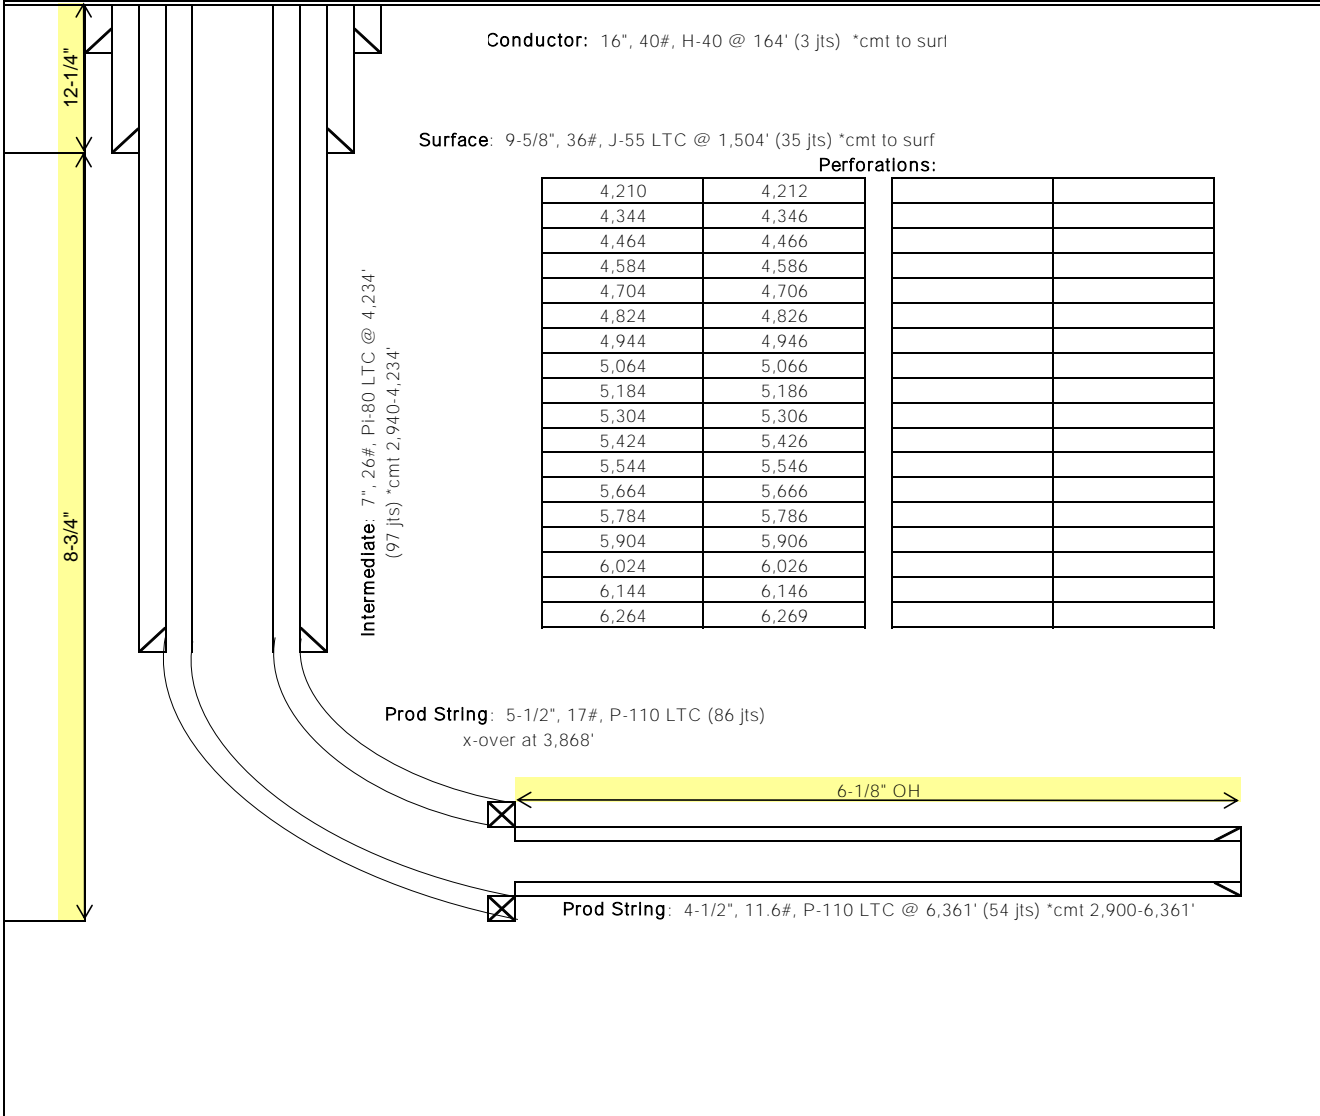 12-1/4"
Conductor: 16", 40#, H-40 @ 164' (3 jts) *cmt to surf
Surface: 9-5/8", 36#, J-55 LTC @ 1,504' (35 jts) *cmt to surf
Perforations:
4,210 4,212
4,344 4,346
4,464 4,466
4,584 4,586
4,704 4,706
4,824 4,826
4,944 4,946
5,064 5,066
5,184 5,186
5,304 5,306
5,424 5,426
5,544 5,546
5,664 5,666
5,784 5,786
5,904 5,906
6,024 6,026
6,144 6,146
6,264 6,269
8-3/4"
Intermediate: 7", 26#, Pi-80 LTC @ 4,234'
(97 jts) *cmt 2,940-4,234'
Prod String: 5-1/2", 17#, P-110 LTC (86 jts)
x-over at 3,868'
6-1/8" OH
Prod String: 4-1/2", 11.6#, P-110 LTC @ 6,361' (54 jts) *cmt 2,900-6,361'